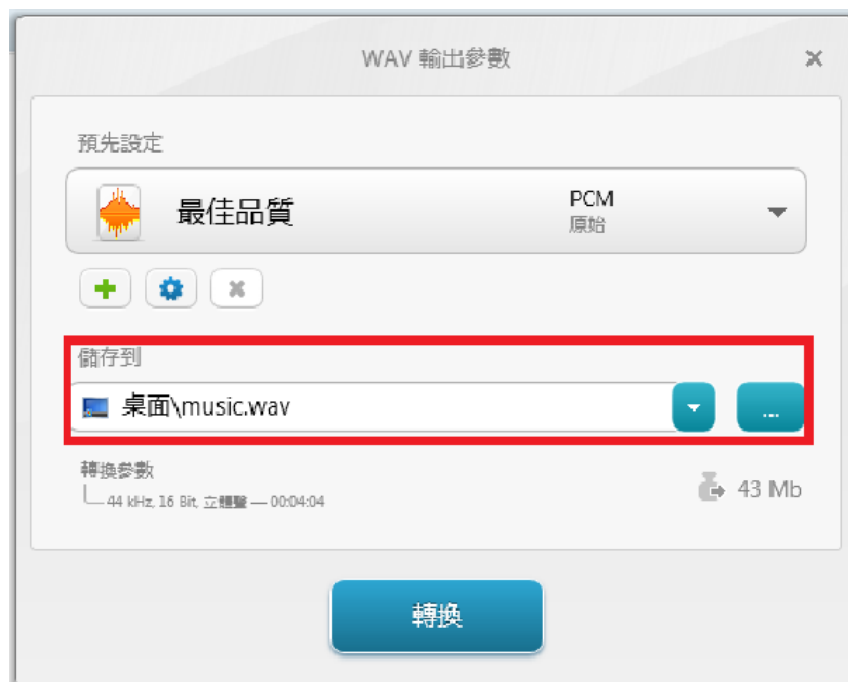 WAV 輸出參數
預先設定
最佳品質
PCM
原始
儲存到
桌面\music.wav
...
轉換參數
44 kHz, 16 Bit, 立體聲 — 00:04:04
43 Mb
轉換